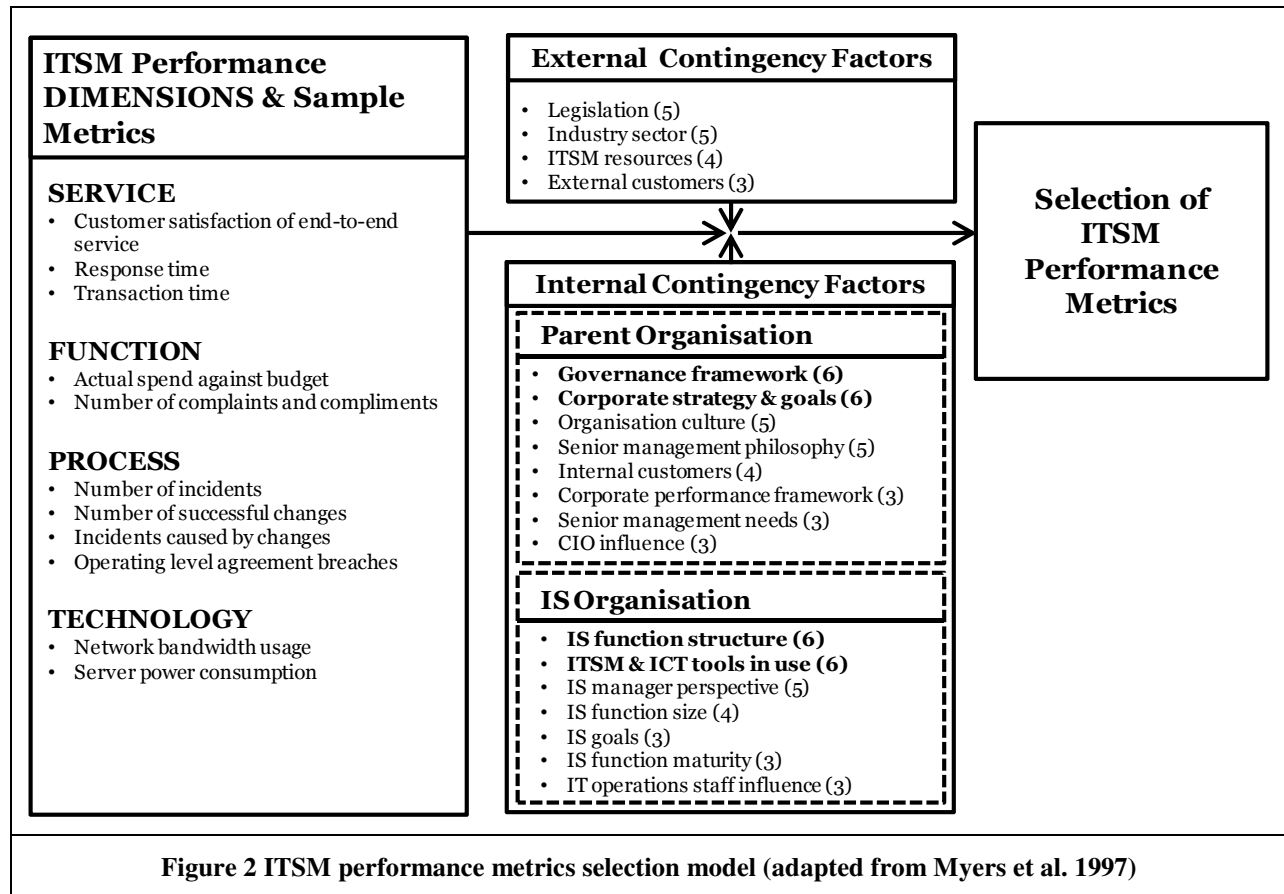 ITSM Performance
DIMENSIONS & Sample
Metrics
SERVICE
• Customer satisfaction of end-to-end
service
• Response time
• Transaction time
FUNCTION
• Actual spend against budget
• Number of complaints and compliments
PROCESS
• Number of incidents
• Number of successful changes
• Incidents caused by changes
• Operating level agreement breaches
TECHNOLOGY
• Network bandwidth usage
• Server power consumption
External Contingency Factors
• Legislation (5)
• Industry sector (5)
• ITSM resources (4)
• External customers (3)
Internal Contingency Factors
Parent Organisation
• Governance framework (6)
• Corporate strategy & goals (6)
• Organisation culture (5)
• Senior management philosophy (5)
• Internal customers (4)
• Corporate performance framework (3)
• Senior management needs (3)
• CIO influence (3)
IS Organisation
• IS function structure (6)
• ITSM & ICT tools in use (6)
• IS manager perspective (5)
• IS function size (4)
• IS goals (3)
• IS function maturity (3)
• IT operations staff influence (3)
Selection of
ITSM
Performance
Metrics
Figure 2 ITSM performance metrics selection model (adapted from Myers et al. 1997)